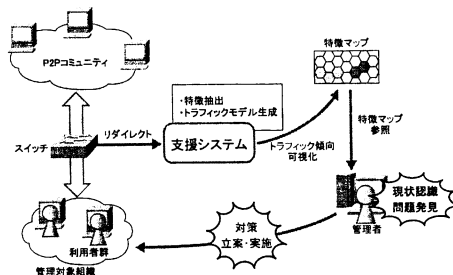 P2Pコミュニティ
特徴マップ
・特徴抽出
・トラフィックモデル生成
スイッチ
リダイレクト
支援システム
トラフィック傾向
可視化
特徴マップ
参照
現状認識
問題発見
管理者
対策
立案・実施
利用者群
管理対象組織